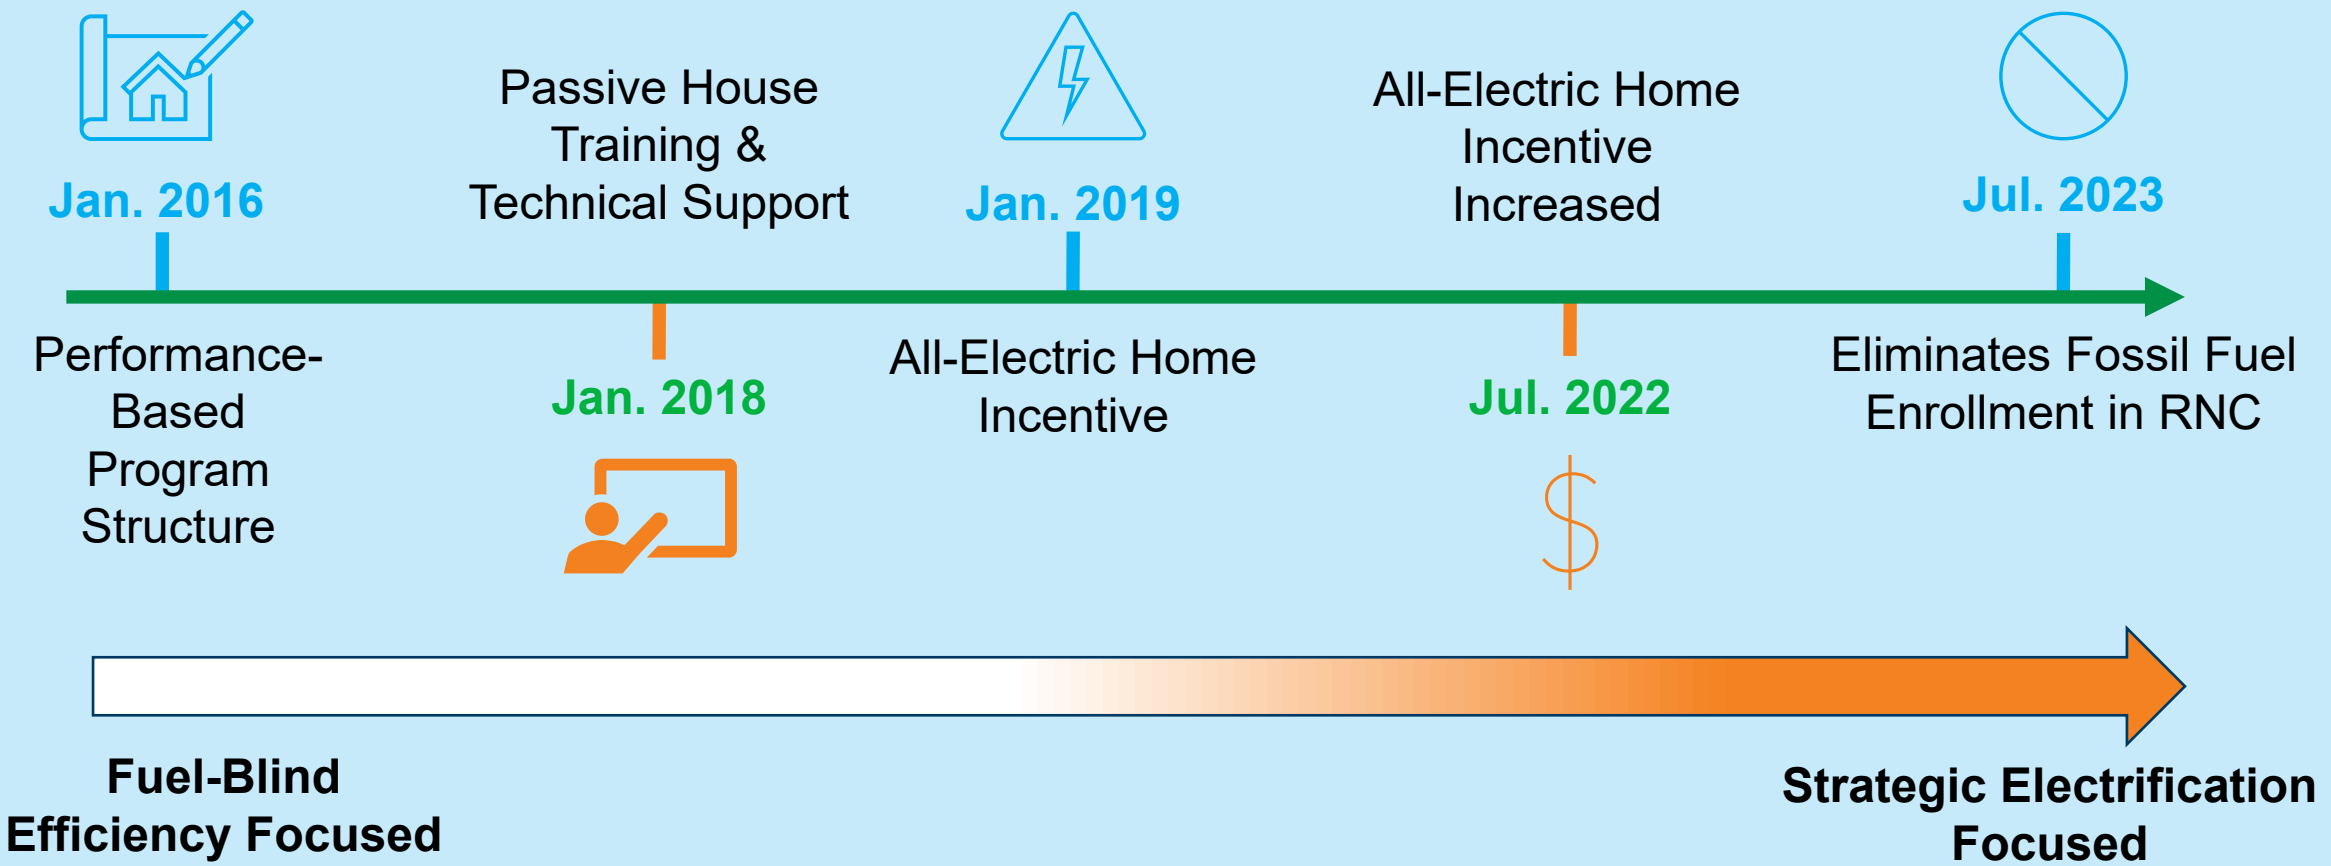 Jan. 2016
Performance-
Based
Program
Structure
Passive House
Training &
Technical Support
Jan. 2018
Jan. 2019
All-Electric Home
Incentive
All-Electric Home
Incentive
Increased
Jul. 2022
Jul. 2023
Eliminates Fossil Fuel
Enrollment in RNC
Fuel-Blind
Efficiency Focused
Strategic Electrification
Focused